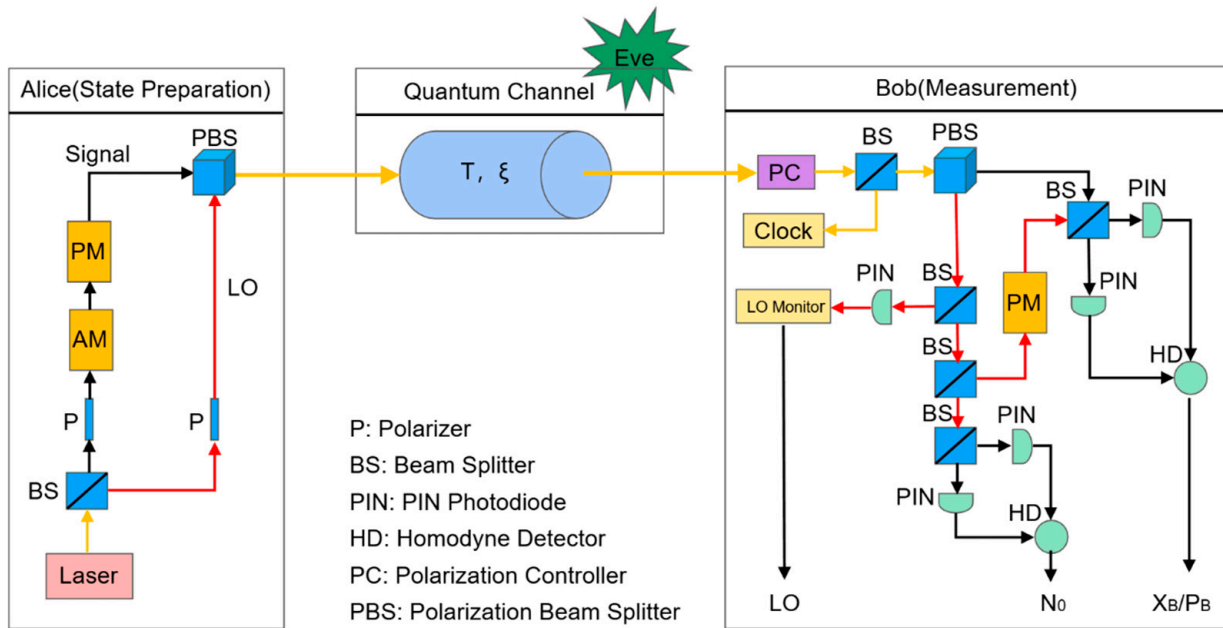 Alice(State Preparation)
Signal
PBS
PM
AM
LO
P
P
BS
Laser
Eve
Quantum Channel
T, ξ
P: Polarizer
BS: Beam Splitter
PIN: PIN Photodiode
HD: Homodyne Detector
PC: Polarization Controller
PBS: Polarization Beam Splitter
Bob(Measurement)
BS
PBS
PC
Clock
BS
PIN
PIN
BS
PIN
LO Monitor
PM
BS
HD
BS
PIN
PIN
HD
LO
N0
XB/PB